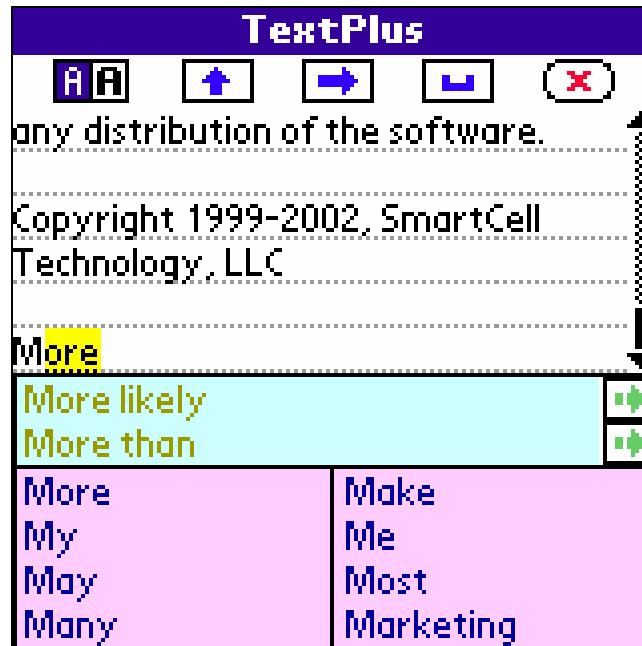 TextPlus
A A
any distribution of the software.
Copyright 1999-2002, SmartCell
Technology, LLC
More
More likely
More than
More Make
My Me
May Most
Many Marketing